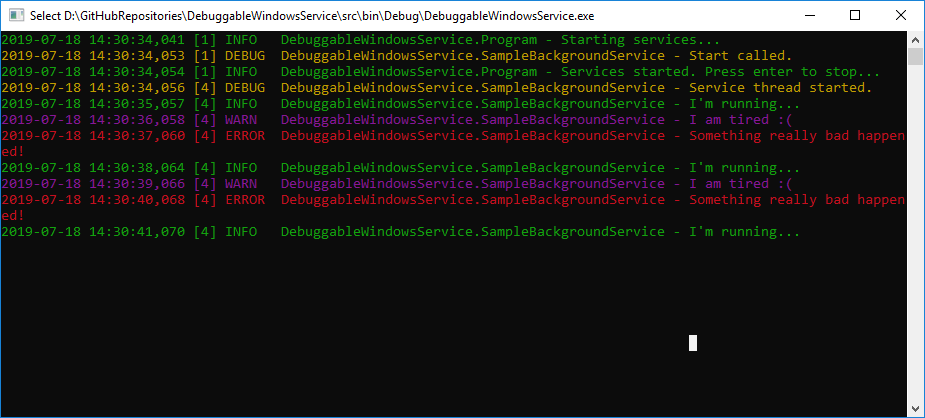 Select D:\GitHubRepositories\DebuggableWindowsService\src\bin\Debug\DebuggableWindowsService.exe
2019-07-18 14:30:34,041 [1] INFO   DebuggableWindowsService.Program - Starting services...
2019-07-18 14:30:34,053 [1] DEBUG  DebuggableWindowsService.SampleBackgroundService - Start called.
2019-07-18 14:30:34,054 [1] INFO   DebuggableWindowsService.Program - Services started. Press enter to stop...
2019-07-18 14:30:34,056 [4] DEBUG  DebuggableWindowsService.SampleBackgroundService - Service thread started.
2019-07-18 14:30:35,057 [4] INFO   DebuggableWindowsService.SampleBackgroundService - I'm running...
2019-07-18 14:30:36,058 [4] WARN   DebuggableWindowsService.SampleBackgroundService - I am tired :(
2019-07-18 14:30:37,060 [4] ERROR  DebuggableWindowsService.SampleBackgroundService - Something really bad happen
ed!
2019-07-18 14:30:38,064 [4] INFO   DebuggableWindowsService.SampleBackgroundService - I'm running...
2019-07-18 14:30:39,066 [4] WARN   DebuggableWindowsService.SampleBackgroundService - I am tired :(
2019-07-18 14:30:40,068 [4] ERROR  DebuggableWindowsService.SampleBackgroundService - Something really bad happen
ed!
2019-07-18 14:30:41,070 [4] INFO   DebuggableWindowsService.SampleBackgroundService - I'm running...